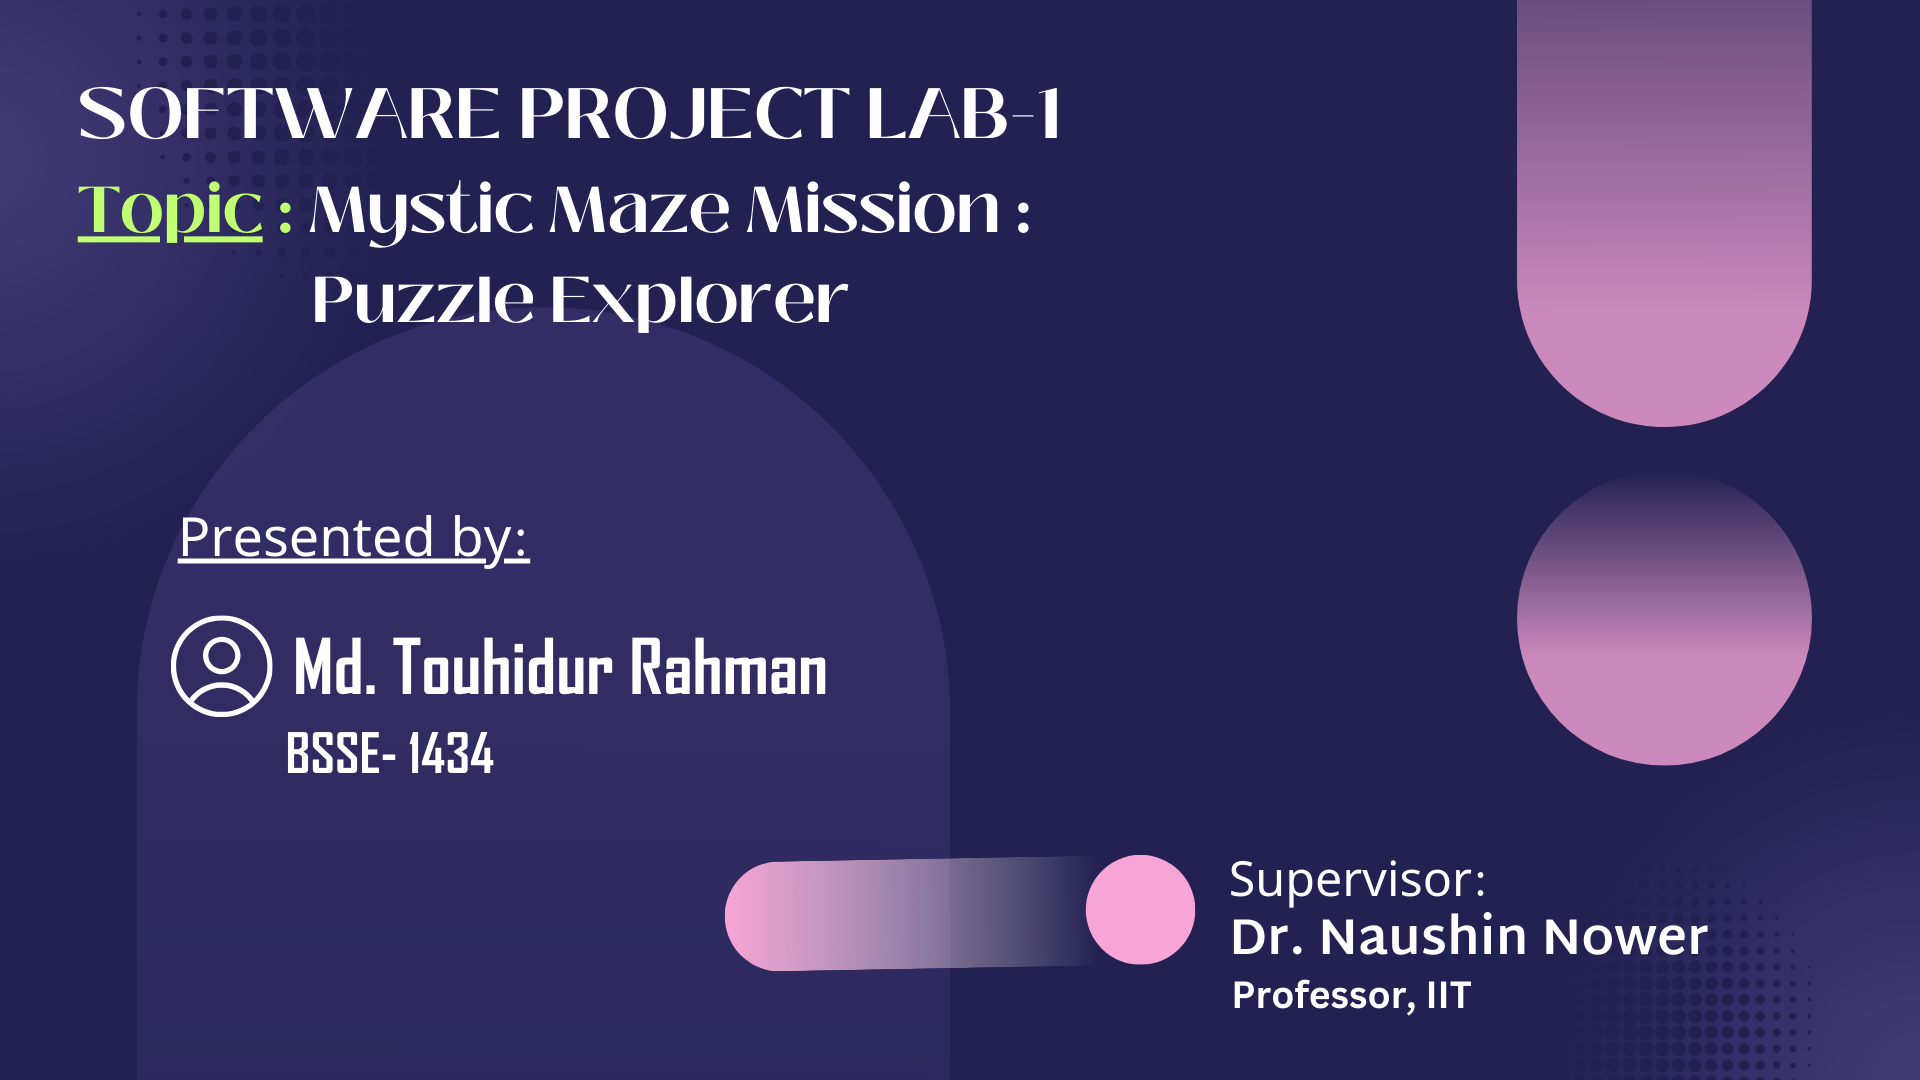 SOFTWARE PROJECT LAB-1
Topic : Mystic Maze Mission :
Puzzle Explorer
Presented by:
Md. Touhidur Rahman
BSSE- 1434
Supervisor:
Dr. Naushin Nower
Professor, IIT